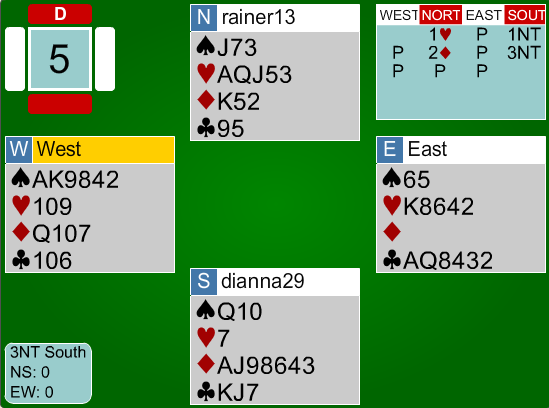 D
5
N rainer13
♠J73
♥AQJ53
♦K52
♣95
WEST NORT EAST SOUT
1♥ P 1NT
P 2♦ P 3NT
P P P
W West
♠AK9842
♥109
♦Q107
♣106
E East
♠65
♥K8642
♦
♣AQ8432
S dianna29
♠Q10
♥7
♦AJ98643
♣KJ7
3NT South
NS: 0
EW: 0